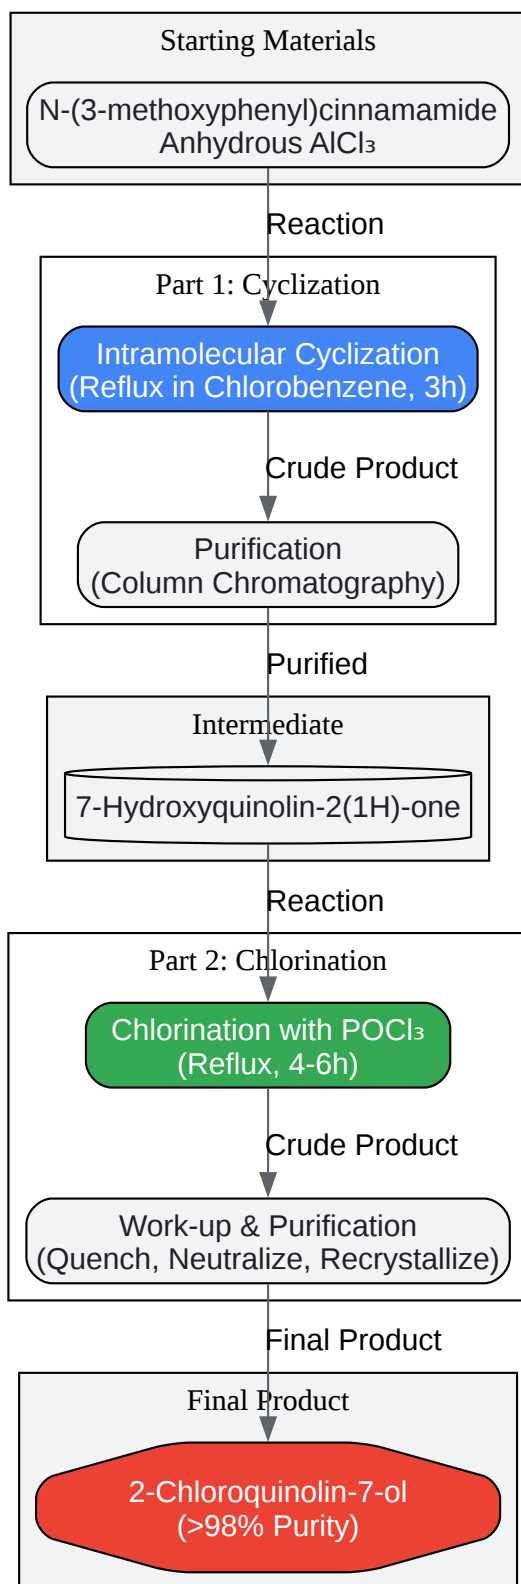 Starting Materials
N-(3-methoxyphenyl)cinnamamide
Anhydrous AlCl₃
Reaction
Part 1: Cyclization
Intramolecular Cyclization
(Reflux in Chlorobenzene, 3h)
Crude Product
Purification
(Column Chromatography)
Purified
Intermediate
7-Hydroxyquinolin-2(1H)-one
Reaction
Part 2: Chlorination
Chlorination with POCl₃
(Reflux, 4-6h)
Crude Product
Work-up & Purification
(Quench, Neutralize, Recrystallize)
Final Product
Final Product
2-Chloroquinolin-7-ol
(>98% Purity)